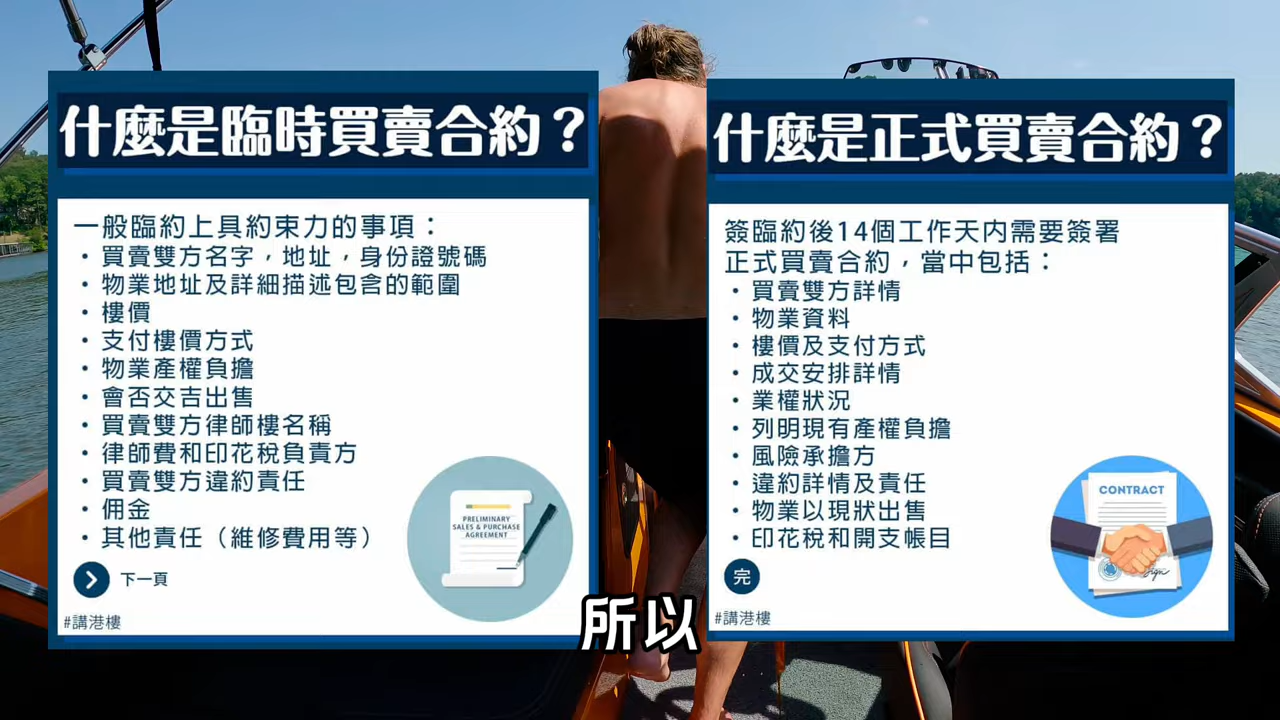 什麼是臨時買賣合約？
一般臨約上具約束力的事項：
・買賣雙方名字，地址，身份證號碼
・物業地址及詳細描述包含的範圍
・樓價
・支付樓價方式
・物業產權負擔
・會否交吉出售
・買賣雙方律師樓名稱
・律師費和印花稅負責方
・買賣雙方違約責任
・佣金
・其他責任（維修費用等）
PRELIMINARY
SALES & PURCHASE
AGREEMENT
下一頁
#講港樓
什麼是正式買賣合約？
簽臨約後14個工作天内需要簽署
正式買賣合約，當中包括：
・買賣雙方詳情
・物業資料
・樓價及支付方式
・成交安排詳情
・業權狀況
・列明現有產權負擔
・風險承擔方
・違約詳情及責任
・物業以現狀出售
・印花稅和開支帳目
CONTRACT
Sign
完
#講港樓
所以